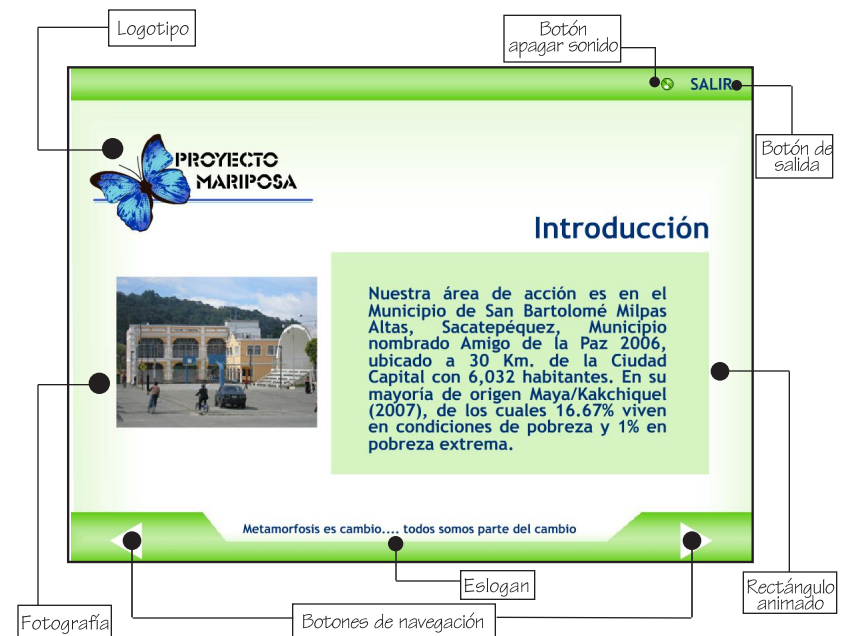 Logotipo
Botón
apagar sonido
SALIR
Botón de
salida
PROYECTO
MARIPOSA
Introducción
Nuestra área de acción es en el
Municipio de San Bartolomé Milpas
Altas, Sacatepéquez, Municipio
nombrado Amigo de la Paz 2006,
ubicado a 30 Km. de la Ciudad
Capital con 6,032 habitantes. En su
mayoría de origen Maya/Kakchiquel
(2007), de los cuales 16.67% viven
en condiciones de pobreza y 1% en
pobreza extrema.
Metamorfosis es cambio.... todos somos parte del cambio
Eslogan
Rectángulo
animado
Fotografía
Botones de navegación